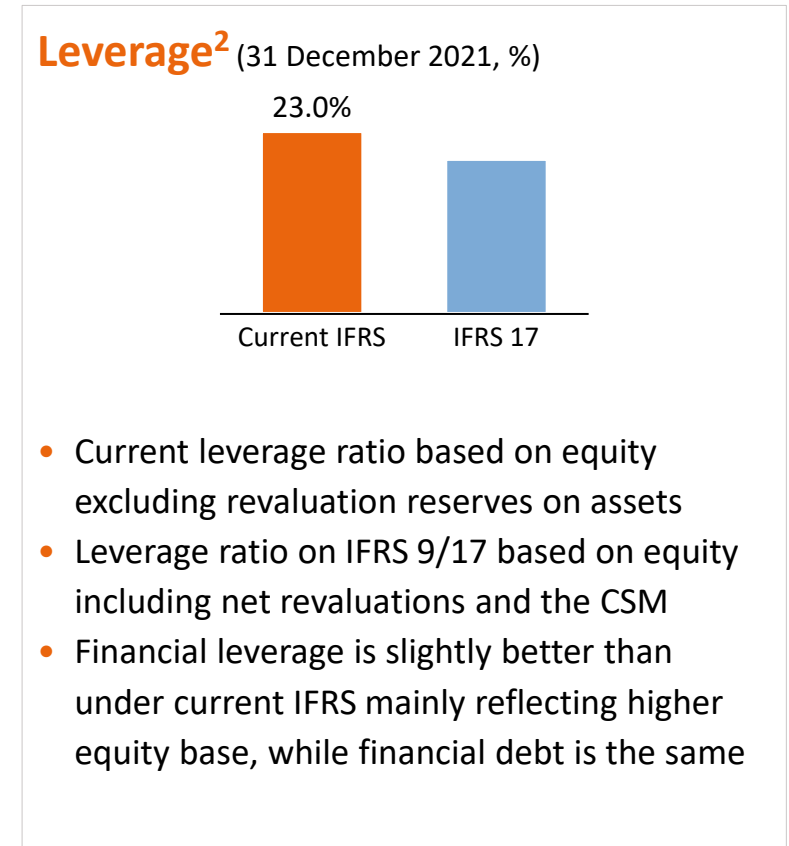 Leverage² (31 December 2021, %)
23.0%
Current IFRS IFRS 17
• Current leverage ratio based on equity
excluding revaluation reserves on assets
• Leverage ratio on IFRS 9/17 based on equity
including net revaluations and the CSM
• Financial leverage is slightly better than
under current IFRS mainly reflecting higher
equity base, while financial debt is the same